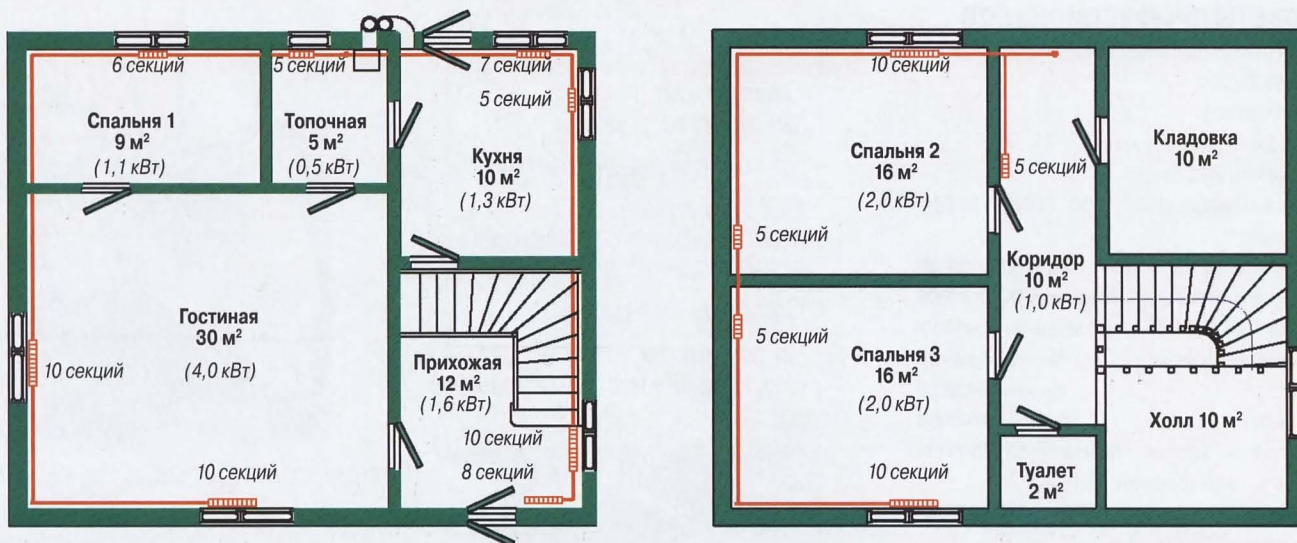 6 секций
5 секций
7 секций
5 секций
Спальня 1
9 м²
(1,1 кВт)
Топочная
5 м²
(0,5 кВт)
Кухня
10 м²
(1,3 кВт)
Гостиная
30 м²
(4,0 кВт)
10 секций
Прихожая
12 м²
(1,6 кВт)
10 секций
8 секций
10 секций
10 секций
Спальня 2
16 м²
(2,0 кВт)
5 секций
5 секций
Кладовка
10 м²
Коридор
10 м²
(1,0 кВт)
5 секций
Спальня 3
16 м²
(2,0 кВт)
10 секций
Туалет
2 м²
Холл 10 м²